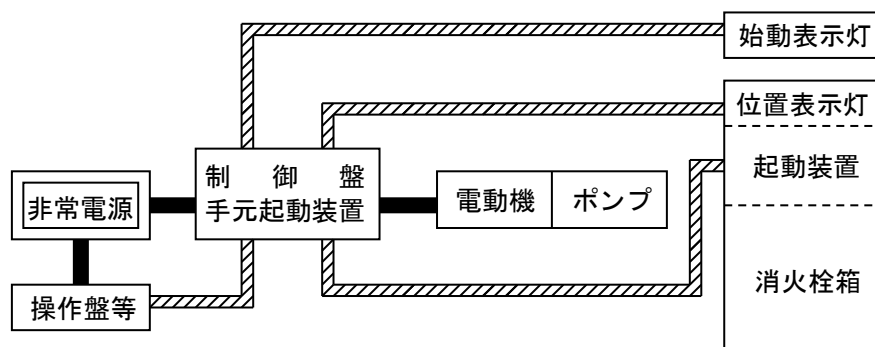 始動表示灯
位置表示灯
起動装置
制御盤
手元起動装置
非常電源
電動機
ポンプ
操作盤等
消火栓箱